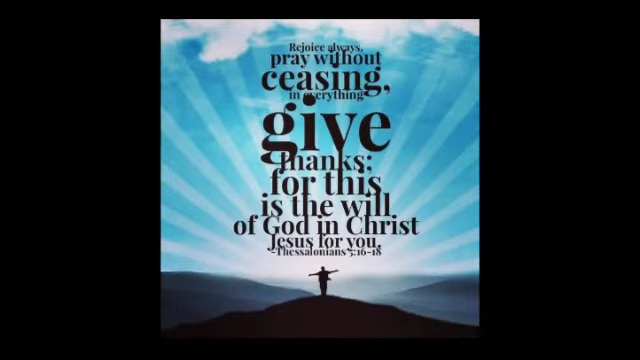 Rejoice always,
pray without
ceasing,
in everything
give
thanks:
for this
is the will
of God in Christ
Jesus for you.
-Thessalonians 5:16-18